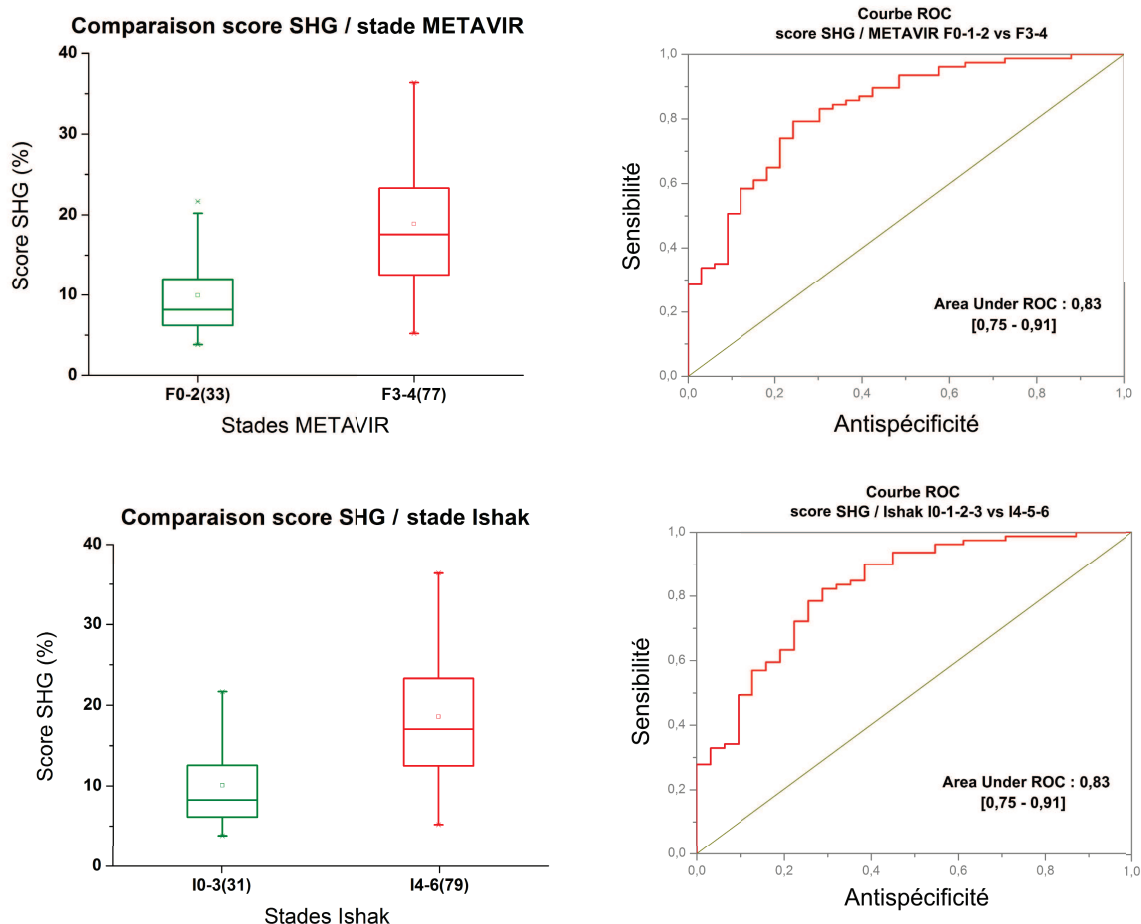 Comparaison score SHG / stade METAVIR
Score SHG (%)
40
30
20
10
0
F0-2(33)
F3-4(77)
Stades METAVIR
Courbe ROC
score SHG / METAVIR F0-1-2 vs F3-4
Sensibilité
1,0
0,8
0,6
0,4
0,2
0,0
Area Under ROC : 0,83
[0,75 - 0,91]
0,0
0,2
0,4
0,6
0,8
1,0
Antispécificité
Comparaison score SHG / stade Ishak
Score SHG (%)
40
30
20
10
0
I0-3(31)
I4-6(79)
Stades Ishak
Courbe ROC
score SHG / Ishak I0-1-2-3 vs I4-5-6
Sensibilité
1,0
0,8
0,6
0,4
0,2
0,0
Area Under ROC : 0,83
[0,75 - 0,91]
0,0
0,2
0,4
0,6
0,8
1,0
Antispécificité